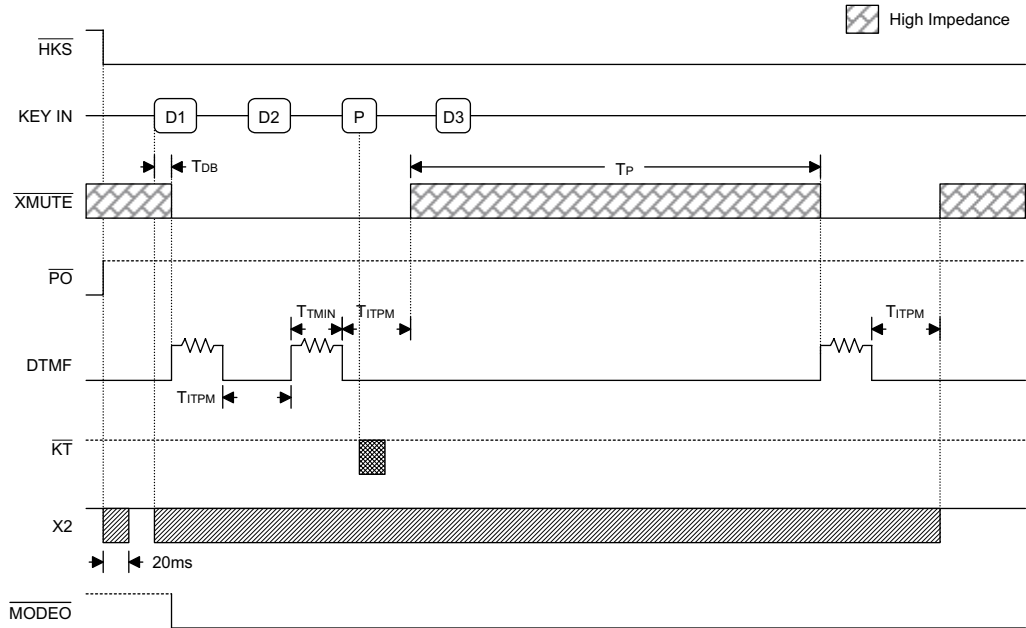 High Impedance
HKS
KEY IN
D1
D2
P
D3
TDB
TP
XMUTE
PO
TTMIN
TITPM
TITPM
DTMF
TITPM
KT
X2
20ms
MODEO